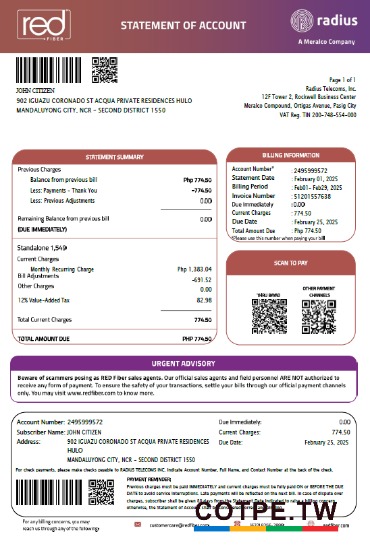 red
FIBER
STATEMENT OF ACCOUNT
radius
A Meralco Company
JOHN CITIZEN
902 IGUAZU CORONADO ST ACQUA PRIVATE RESIDENCES HULO
MANDALUYONG CITY, NCR - SECOND DISTRICT 1550
Page 1 of 1
Radius Telecoms, Inc.
12F Tower 2, Rockwell Business Center
Meralco Compound, Ortigas Avenue, Pasig City
VAT Reg. TIN 200-748-554-000
STATEMENT SUMMARY
Previous Charges
Balance from previous bill Php 774.50
Less: Payments - Thank You -774.50
Less: Previous Adjustments 0.00
Remaining Balance from previous bill 0.00
(DUE IMMEDIATELY)
Standalone 1,549
Current Charges
Monthly Recurring Charge Php 1,383.04
Bill Adjustments -691.52
Other Charges 0.00
12% Value-Added Tax 82.98
Total Current Charges 774.50
TOTAL AMOUNT DUE PHP 774.50
BILLING INFORMATION
Account Number* : 2495999572
Statement Date : February 01, 2025
Billing Period : Feb01- Feb29, 2025
Invoice Number : 51201557638
Due Immediately : 0.00
Current Charges : 774.50
Due Date : February 25, 2025
Total Amount Due : Php 774.50
*Please use this number when paying your bill
SCAN TO PAY
OTHER PAYMENT
CHANNELS
URGENT ADVISORY
Beware of scammers posing as RED Fiber sales agents. Our official sales agents and field personnel ARE NOT authorized to
receive any form of payment. To ensure the safety of your transactions, settle your bills through our official payment channels
only. You may visit www.redfiber.com to know more.
Account Number: 2495999572
Subscriber Name: JOHN CITIZEN
Address: 902 IGUAZU CORONADO ST ACQUA PRIVATE RESIDENCES
HULO
MANDALUYONG CITY, NCR - SECOND DISTRICT 1550
Due Immediately: 0.00
Current Charges: 774.50
Due Date: February 25, 2025
For check payments, please make checks payable to RADIUS TELECOMS INC. Indicate Account Number, Full Name, and Contact Number at the back of the check.
PAYMENT REMINDER:
Previous charges must be paid IMMEDIATELY and current charges must be fully paid ON or BEFORE THE DUE
DATE to avoid service interruptions. Late payments will be reflected on the next bill. In case of dispute over
COTPE.TW
For any billing concerns, you may
reach us through any of the following:
redfiber.com